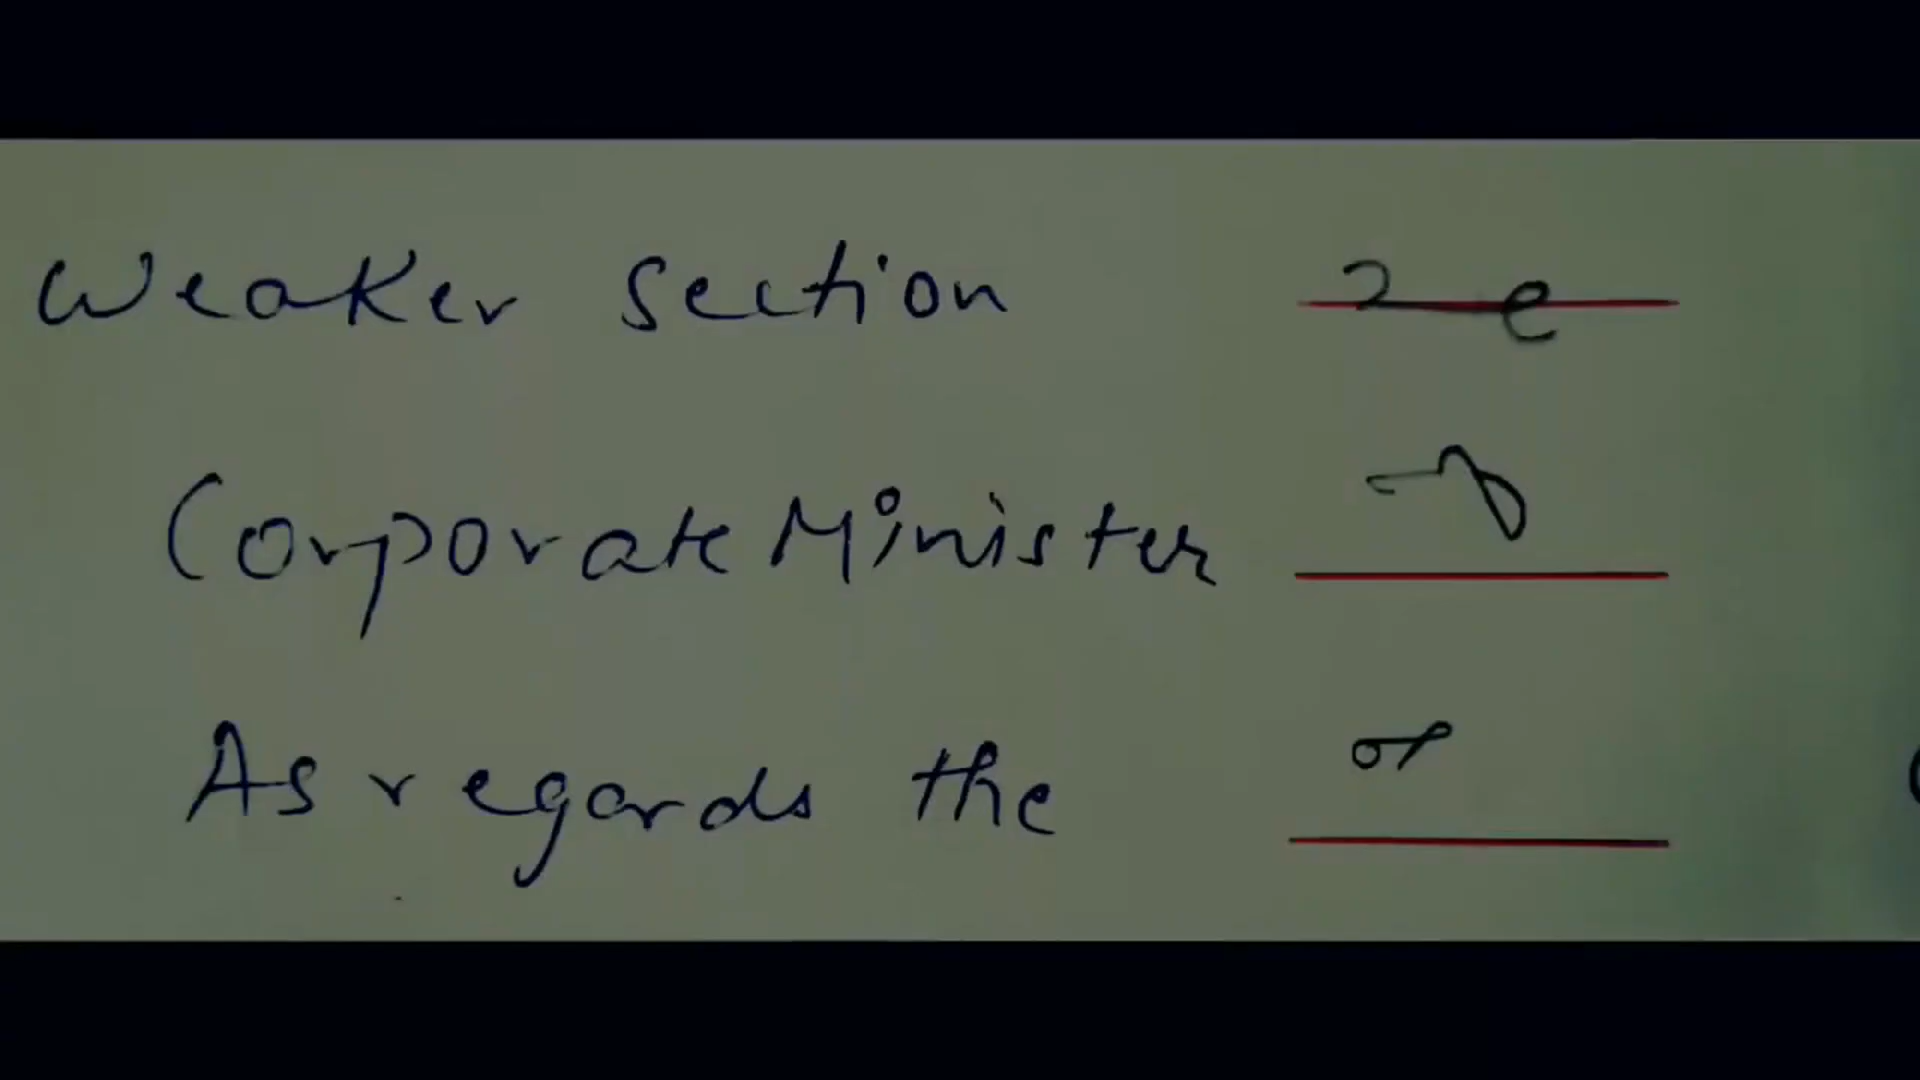 Weaker Section
Corporate Minister
As regards the